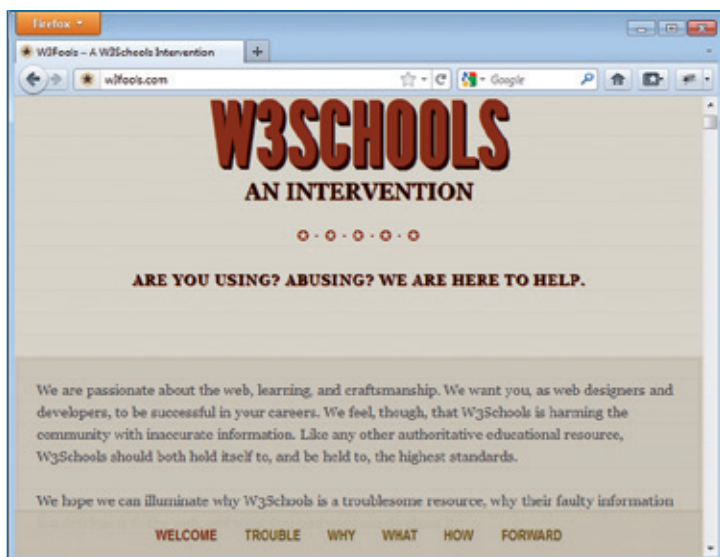 Firefox
W3Fools – A W3Schools Intervention
w3fools.com
Google
W3SCHOOLS
AN INTERVENTION
ARE YOU USING? ABUSING? WE ARE HERE TO HELP.
We are passionate about the web, learning, and craftsmanship. We want you, as web designers and
developers, to be successful in your careers. We feel, though, that W3Schools is harming the
community with inaccurate information. Like any other authoritative educational resource,
W3Schools should both hold itself to, and be held to, the highest standards.
We hope we can illuminate why W3Schools is a troublesome resource, why their faulty information
WELCOME TROUBLE WHY WHAT HOW FORWARD